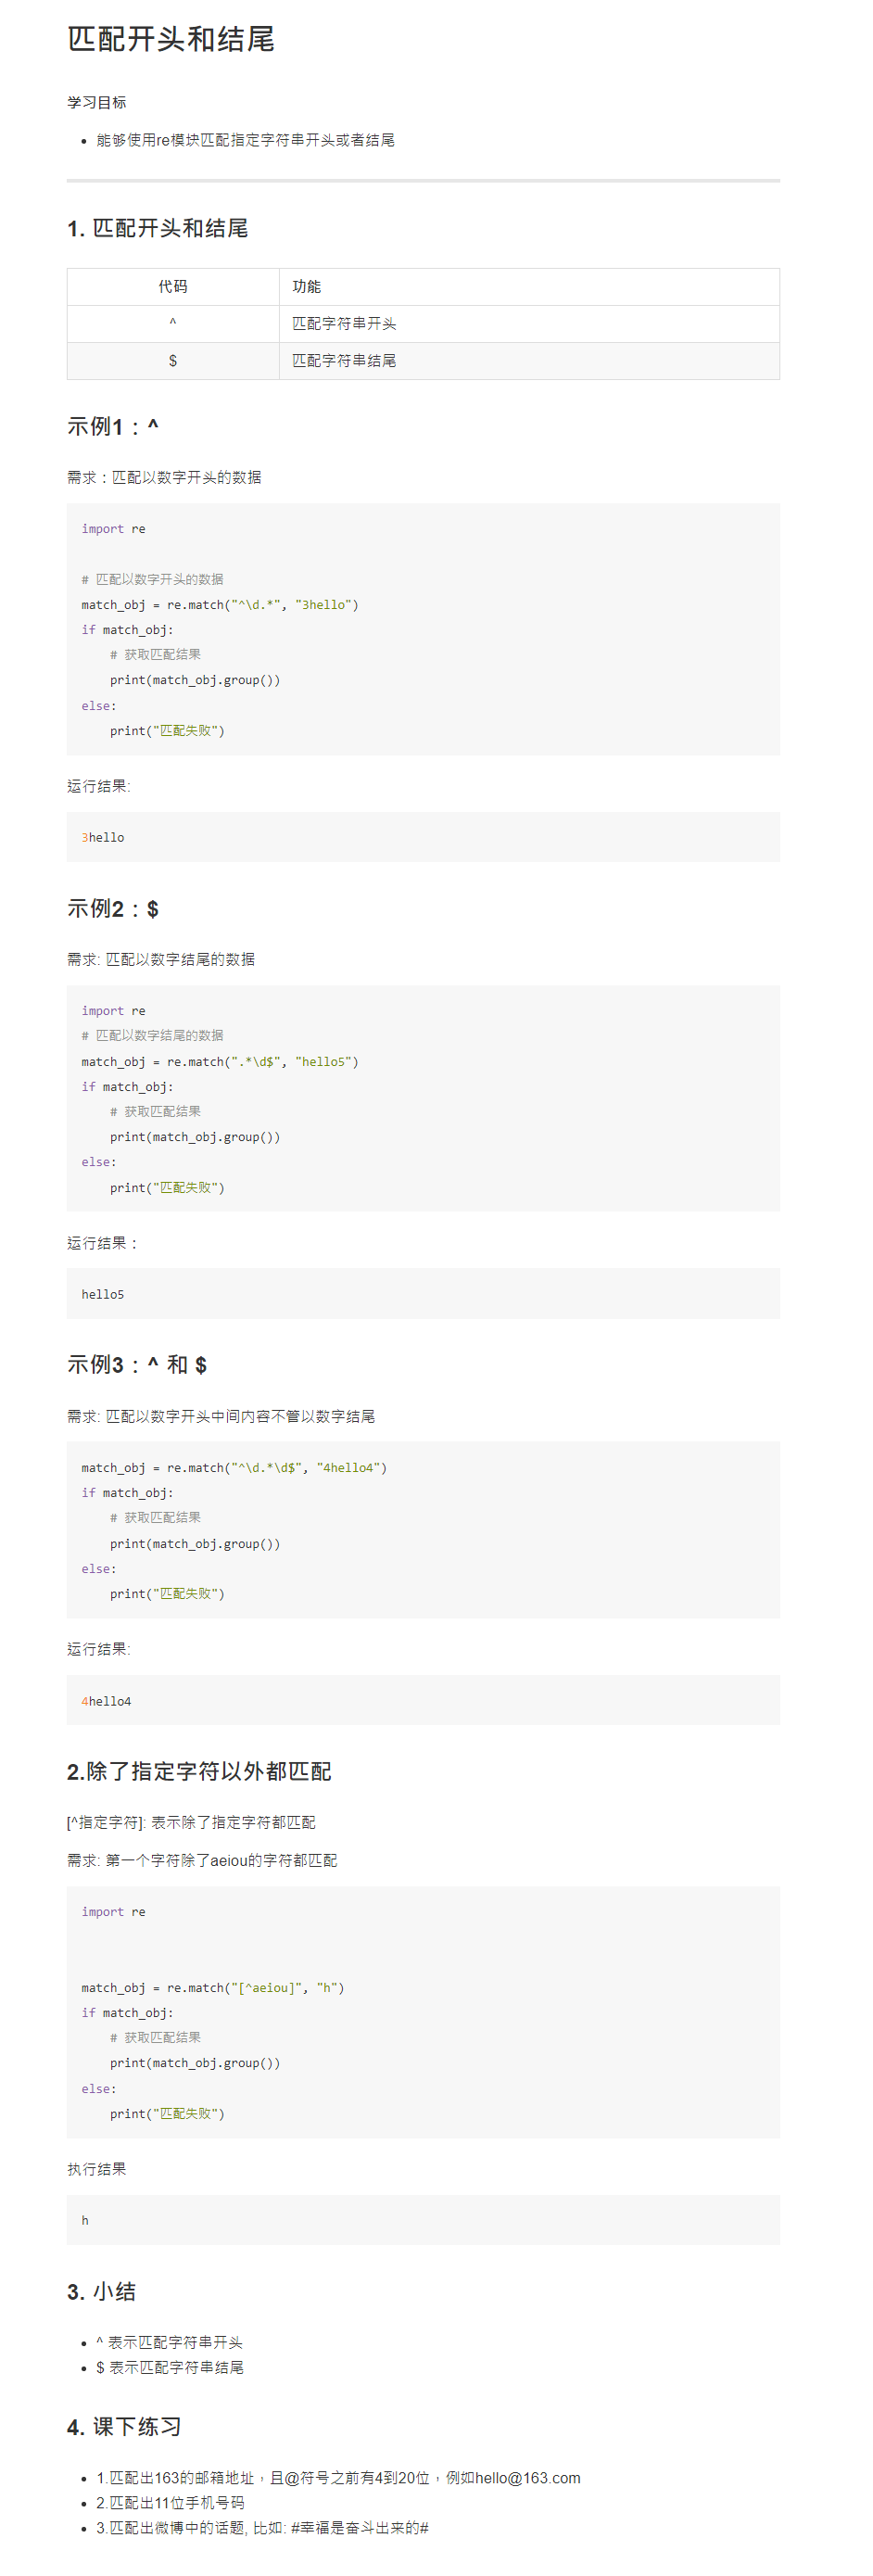 匹配开头和结尾
学习目标
• 能够使用re模块匹配指定字符串开头或者结尾
1. 匹配开头和结尾
代码 功能
^ 匹配字符串开头
$ 匹配字符串结尾
示例1：^
需求：匹配以数字开头的数据
import re
# 匹配以数字开头的数据
match_obj = re.match("^\d.*", "3hello")
if match_obj:
    # 获取匹配结果
    print(match_obj.group())
else:
    print("匹配失败")
运行结果:
3hello
示例2：$
需求: 匹配以数字结尾的数据
import re
# 匹配以数字结尾的数据
match_obj = re.match(".*\d$", "hello5")
if match_obj:
    # 获取匹配结果
    print(match_obj.group())
else:
    print("匹配失败")
运行结果：
hello5
示例3：^ 和 $
需求: 匹配以数字开头中间内容不管以数字结尾
match_obj = re.match("^\d.*\d$", "4hello4")
if match_obj:
    # 获取匹配结果
    print(match_obj.group())
else:
    print("匹配失败")
运行结果:
4hello4
2.除了指定字符以外都匹配
[^指定字符]: 表示除了指定字符都匹配
需求: 第一个字符除了aeiou的字符都匹配
import re
match_obj = re.match("[^aeiou]", "h")
if match_obj:
    # 获取匹配结果
    print(match_obj.group())
else:
    print("匹配失败")
执行结果
h
3. 小结
• ^ 表示匹配字符串开头
• $ 表示匹配字符串结尾
4. 课下练习
• 1.匹配出163的邮箱地址，且@符号之前有4到20位，例如hello@163.com
• 2.匹配出11位手机号码
• 3.匹配出微博中的话题, 比如: #幸福是奋斗出来的#